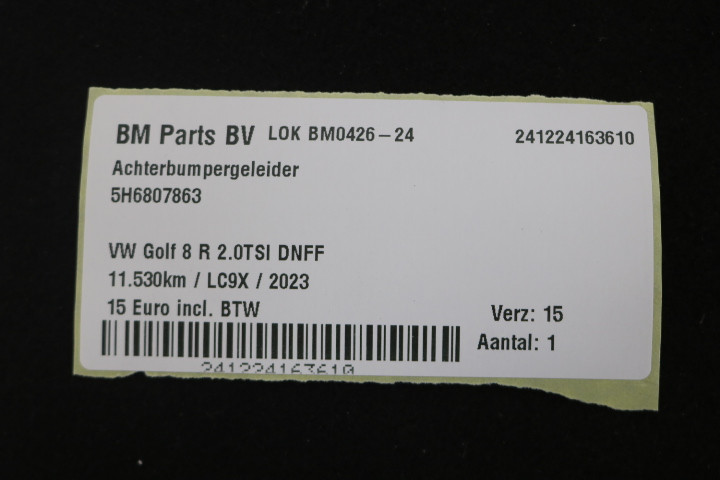 BM Parts BV LOK BM0426-24 241224163610
Achterbumpergeleider
5H6807863
VW Golf 8 R 2.0TSI DNFF
11.530km / LC9X / 2023
15 Euro incl. BTW Verz: 15
Aantal: 1
241224163610